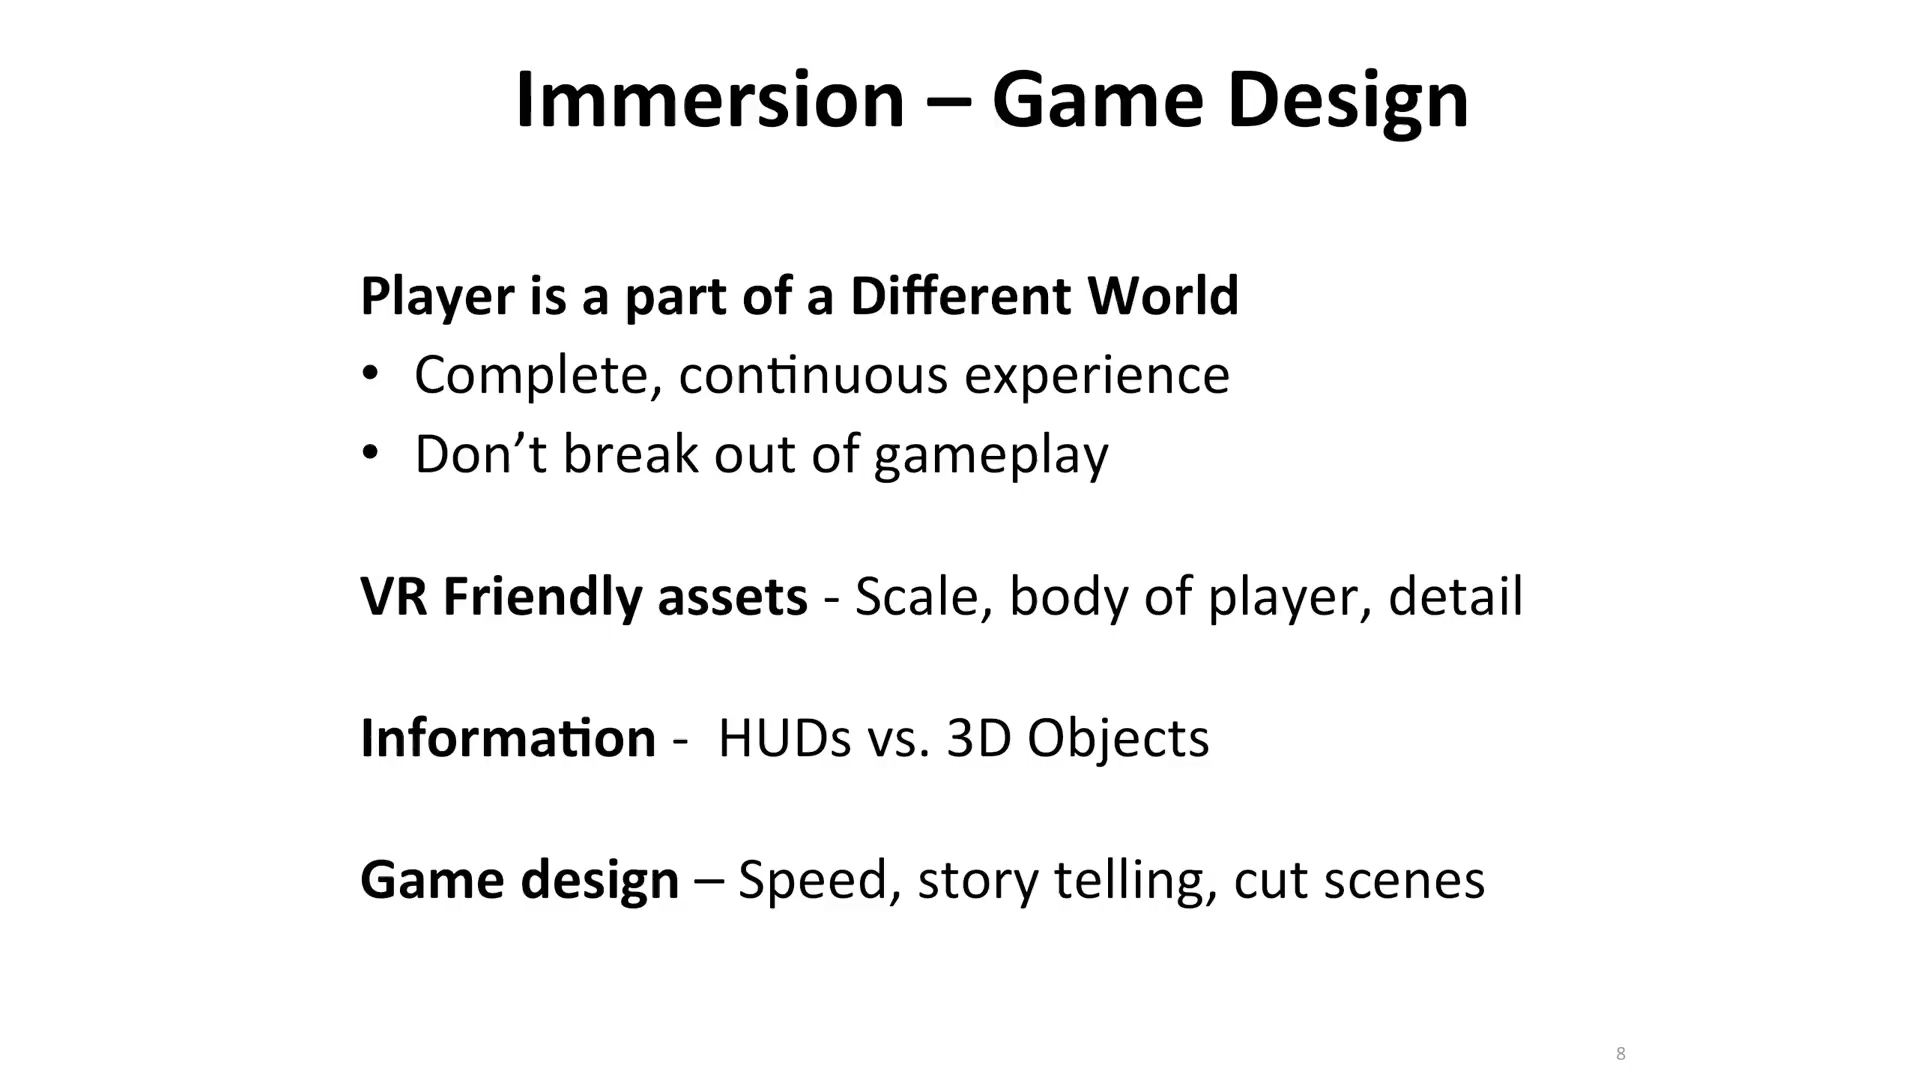 Immersion – Game Design
Player is a part of a Different World
• Complete, continuous experience
• Don’t break out of gameplay
VR Friendly assets - Scale, body of player, detail
Information -  HUDs vs. 3D Objects
Game design – Speed, story telling, cut scenes
8